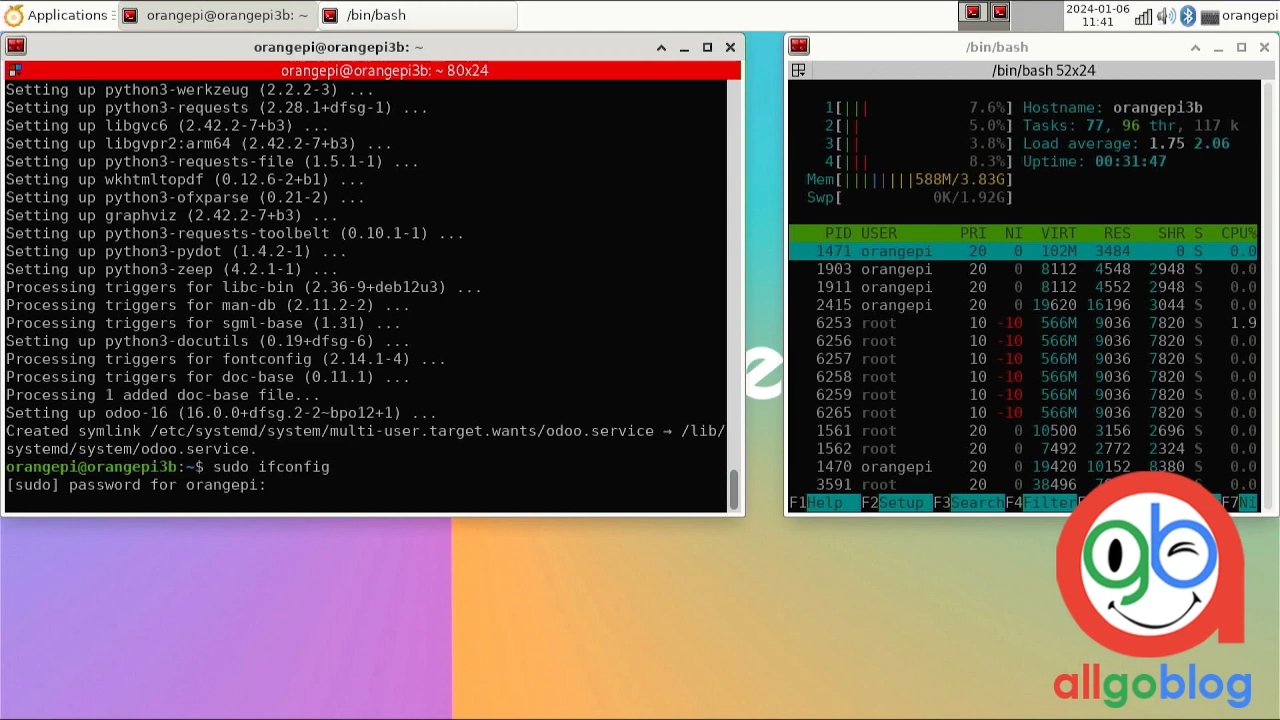 Applications
orangepi@orangepi3b: ~
/bin/bash
2024-01-06
11:41
orangepi
orangepi@orangepi3b: ~
orangepi@orangepi3b: ~ 80x24
Setting up python3-werkzeug (2.2.2-3) ...
Setting up python3-requests (2.28.1+dfsg-1) ...
Setting up libgvc6 (2.42.2-7+b3) ...
Setting up libgvpr2:arm64 (2.42.2-7+b3) ...
Setting up python3-requests-file (1.5.1-1) ...
Setting up wkhtmltopdf (0.12.6-2+b1) ...
Setting up python3-ofxparse (0.21-2) ...
Setting up graphviz (2.42.2-7+b3) ...
Setting up python3-requests-toolbelt (0.10.1-1) ...
Setting up python3-pydot (1.4.2-1) ...
Setting up python3-zeep (4.2.1-1) ...
Processing triggers for libc-bin (2.36-9+deb12u3) ...
Processing triggers for man-db (2.11.2-2) ...
Processing triggers for sgml-base (1.31) ...
Setting up python3-docutils (0.19+dfsg-6) ...
Processing triggers for fontconfig (2.14.1-4) ...
Processing triggers for doc-base (0.11.1) ...
Processing 1 added doc-base file...
Setting up odoo-16 (16.0.0+dfsg.2-2~bpo12+1) ...
Created symlink /etc/systemd/system/multi-user.target.wants/odoo.service → /lib/
systemd/system/odoo.service.
orangepi@orangepi3b:~$ sudo ifconfig
[sudo] password for orangepi:
/bin/bash
/bin/bash 52x24
1[||| 7.6%] Hostname: orangepi3b
2[|| 5.0%] Tasks: 77, 96 thr, 117 k
3[|| 3.8%] Load average: 1.75 2.06
4[||| 8.3%] Uptime: 00:31:47
Mem[||||||||588M/3.83G]
Swp[ 0K/1.92G]
PID USER PRI NI VIRT RES SHR S CPU%
1471 orangepi 20 0 102M 3484 0 S 0.0
1903 orangepi 20 0 8112 4548 2948 S 0.0
1911 orangepi 20 0 8112 4552 2948 S 0.0
2415 orangepi 20 0 19620 16196 3044 S 0.0
6253 root 10 -10 566M 9036 7820 S 1.9
6256 root 10 -10 566M 9036 7820 S 0.0
6257 root 10 -10 566M 9036 7820 S 0.0
6258 root 10 -10 566M 9036 7820 S 0.0
6259 root 10 -10 566M 9036 7820 S 0.0
6265 root 10 -10 566M 9036 7820 S 0.0
1561 root 20 0 10500 3156 2696 S 0.0
1562 root 20 0 7492 2772 2324 S 0.0
1470 orangepi 20 0 19420 10152 8380 S 0.0
3591 root 20 0 38496
F1Help F2Setup F3Search F4Filter F7Ni
gb
allgoblog